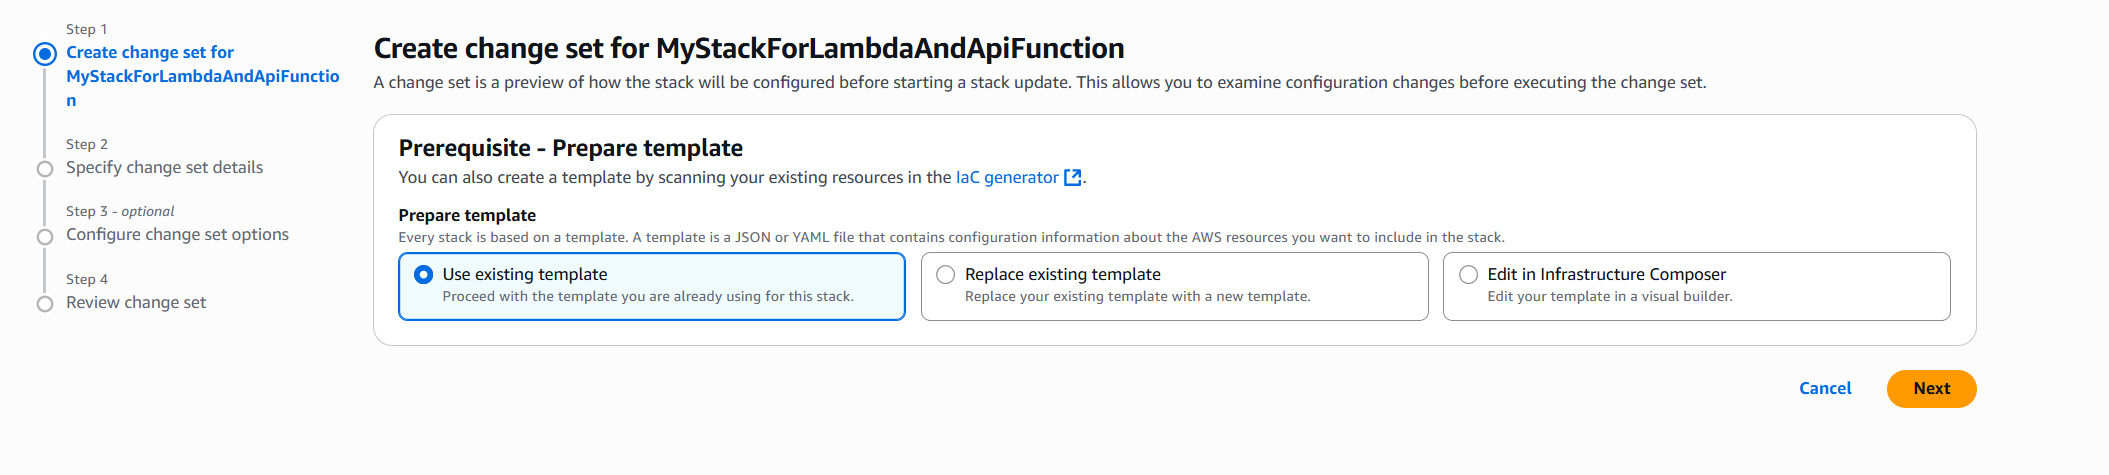 Step 1
Create change set for
MyStackForLambdaAndApiFunctio
n
Step 2
Specify change set details
Step 3 - optional
Configure change set options
Step 4
Review change set
Create change set for MyStackForLambdaAndApiFunction
A change set is a preview of how the stack will be configured before starting a stack update. This allows you to examine configuration changes before executing the change set.
Prerequisite - Prepare template
You can also create a template by scanning your existing resources in the IaC generator.
Prepare template
Every stack is based on a template. A template is a JSON or YAML file that contains configuration information about the AWS resources you want to include in the stack.
Use existing template
Proceed with the template you are already using for this stack.
Replace existing template
Replace your existing template with a new template.
Edit in Infrastructure Composer
Edit your template in a visual builder.
Cancel
Next